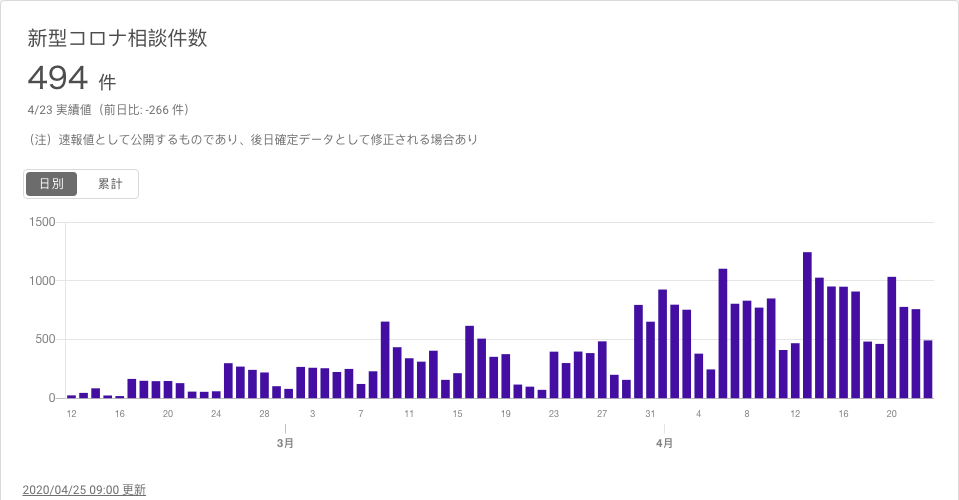 新型コロナ相談件数
494 件
4/23 実績値（前日比: -266 件）
（注）速報値として公開するものであり、後日確定データとして修正される場合あり
日別 累計
1500
1000
500
0
12 16 20 24 28 3 7 11 15 19 23 27 31 4 8 12 16 20
3月 4月
2020/04/25 09:00 更新